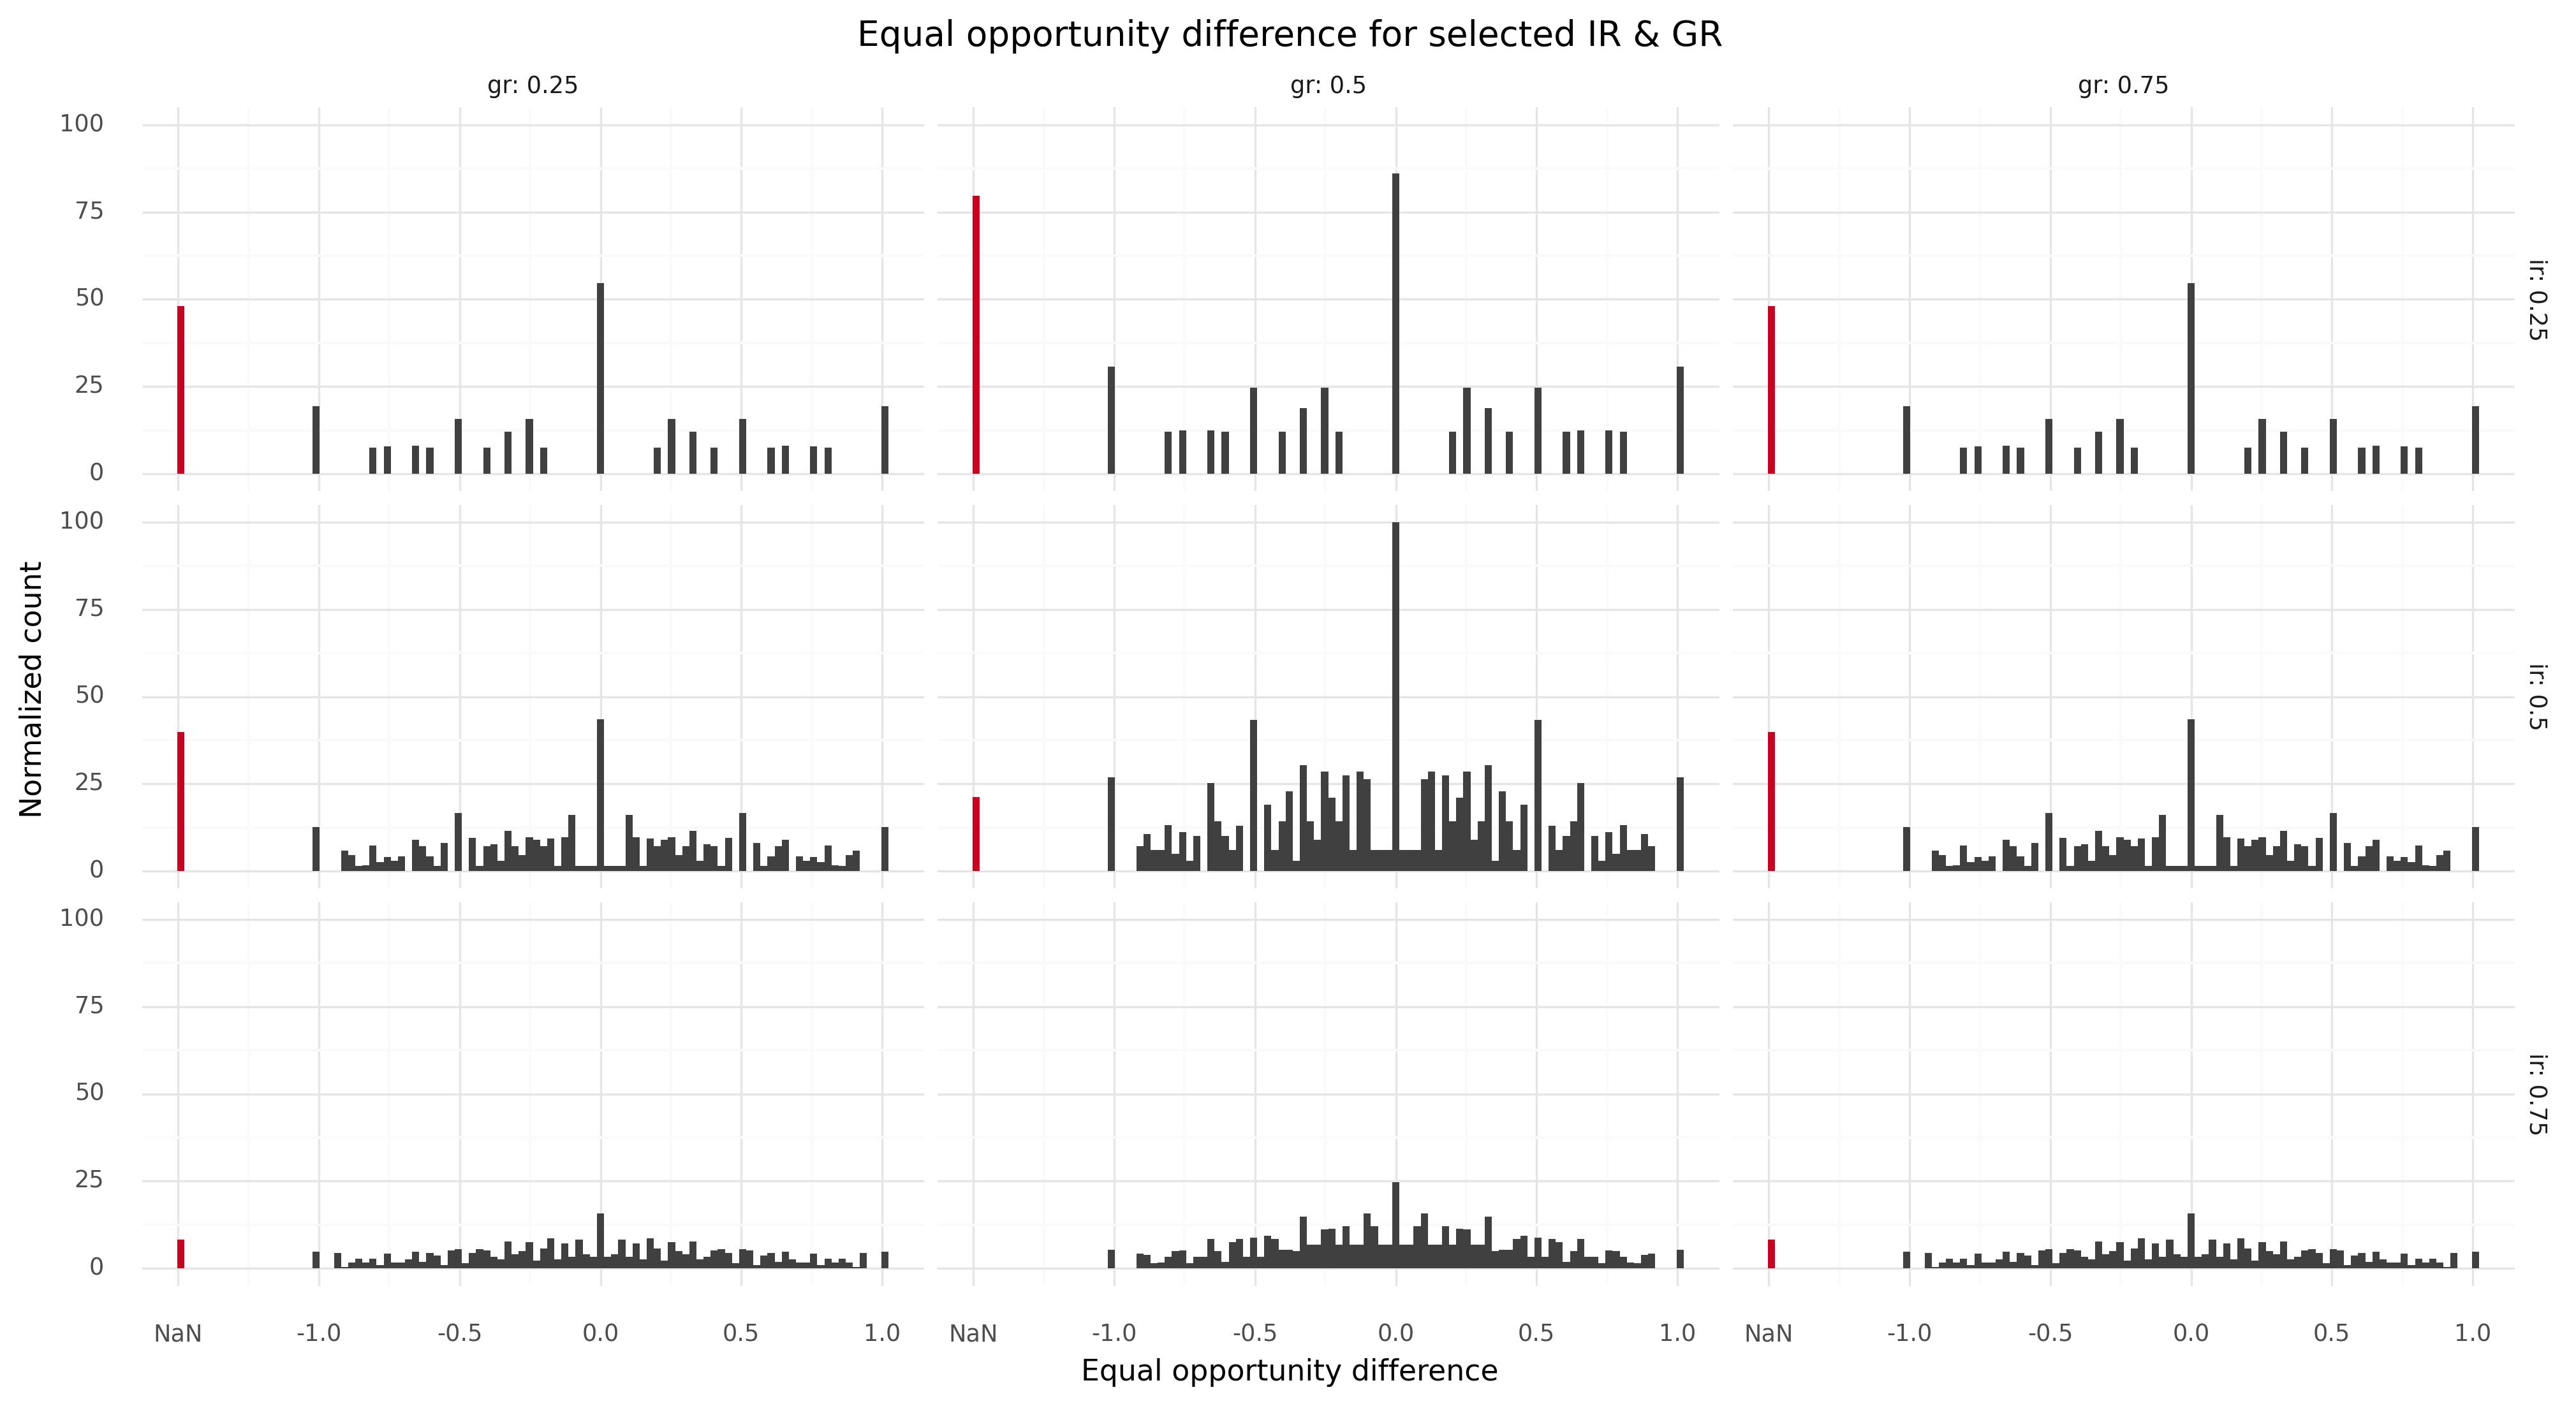 Equal opportunity difference for selected IR & GR
gr: 0.25
gr: 0.5
gr: 0.75
100
75
50
25
0
ir: 0.25
100
75
50
25
0
ir: 0.5
100
75
50
25
0
ir: 0.75
Normalized count
NaN -1.0 -0.5 0.0 0.5 1.0
NaN -1.0 -0.5 0.0 0.5 1.0
NaN -1.0 -0.5 0.0 0.5 1.0
Equal opportunity difference